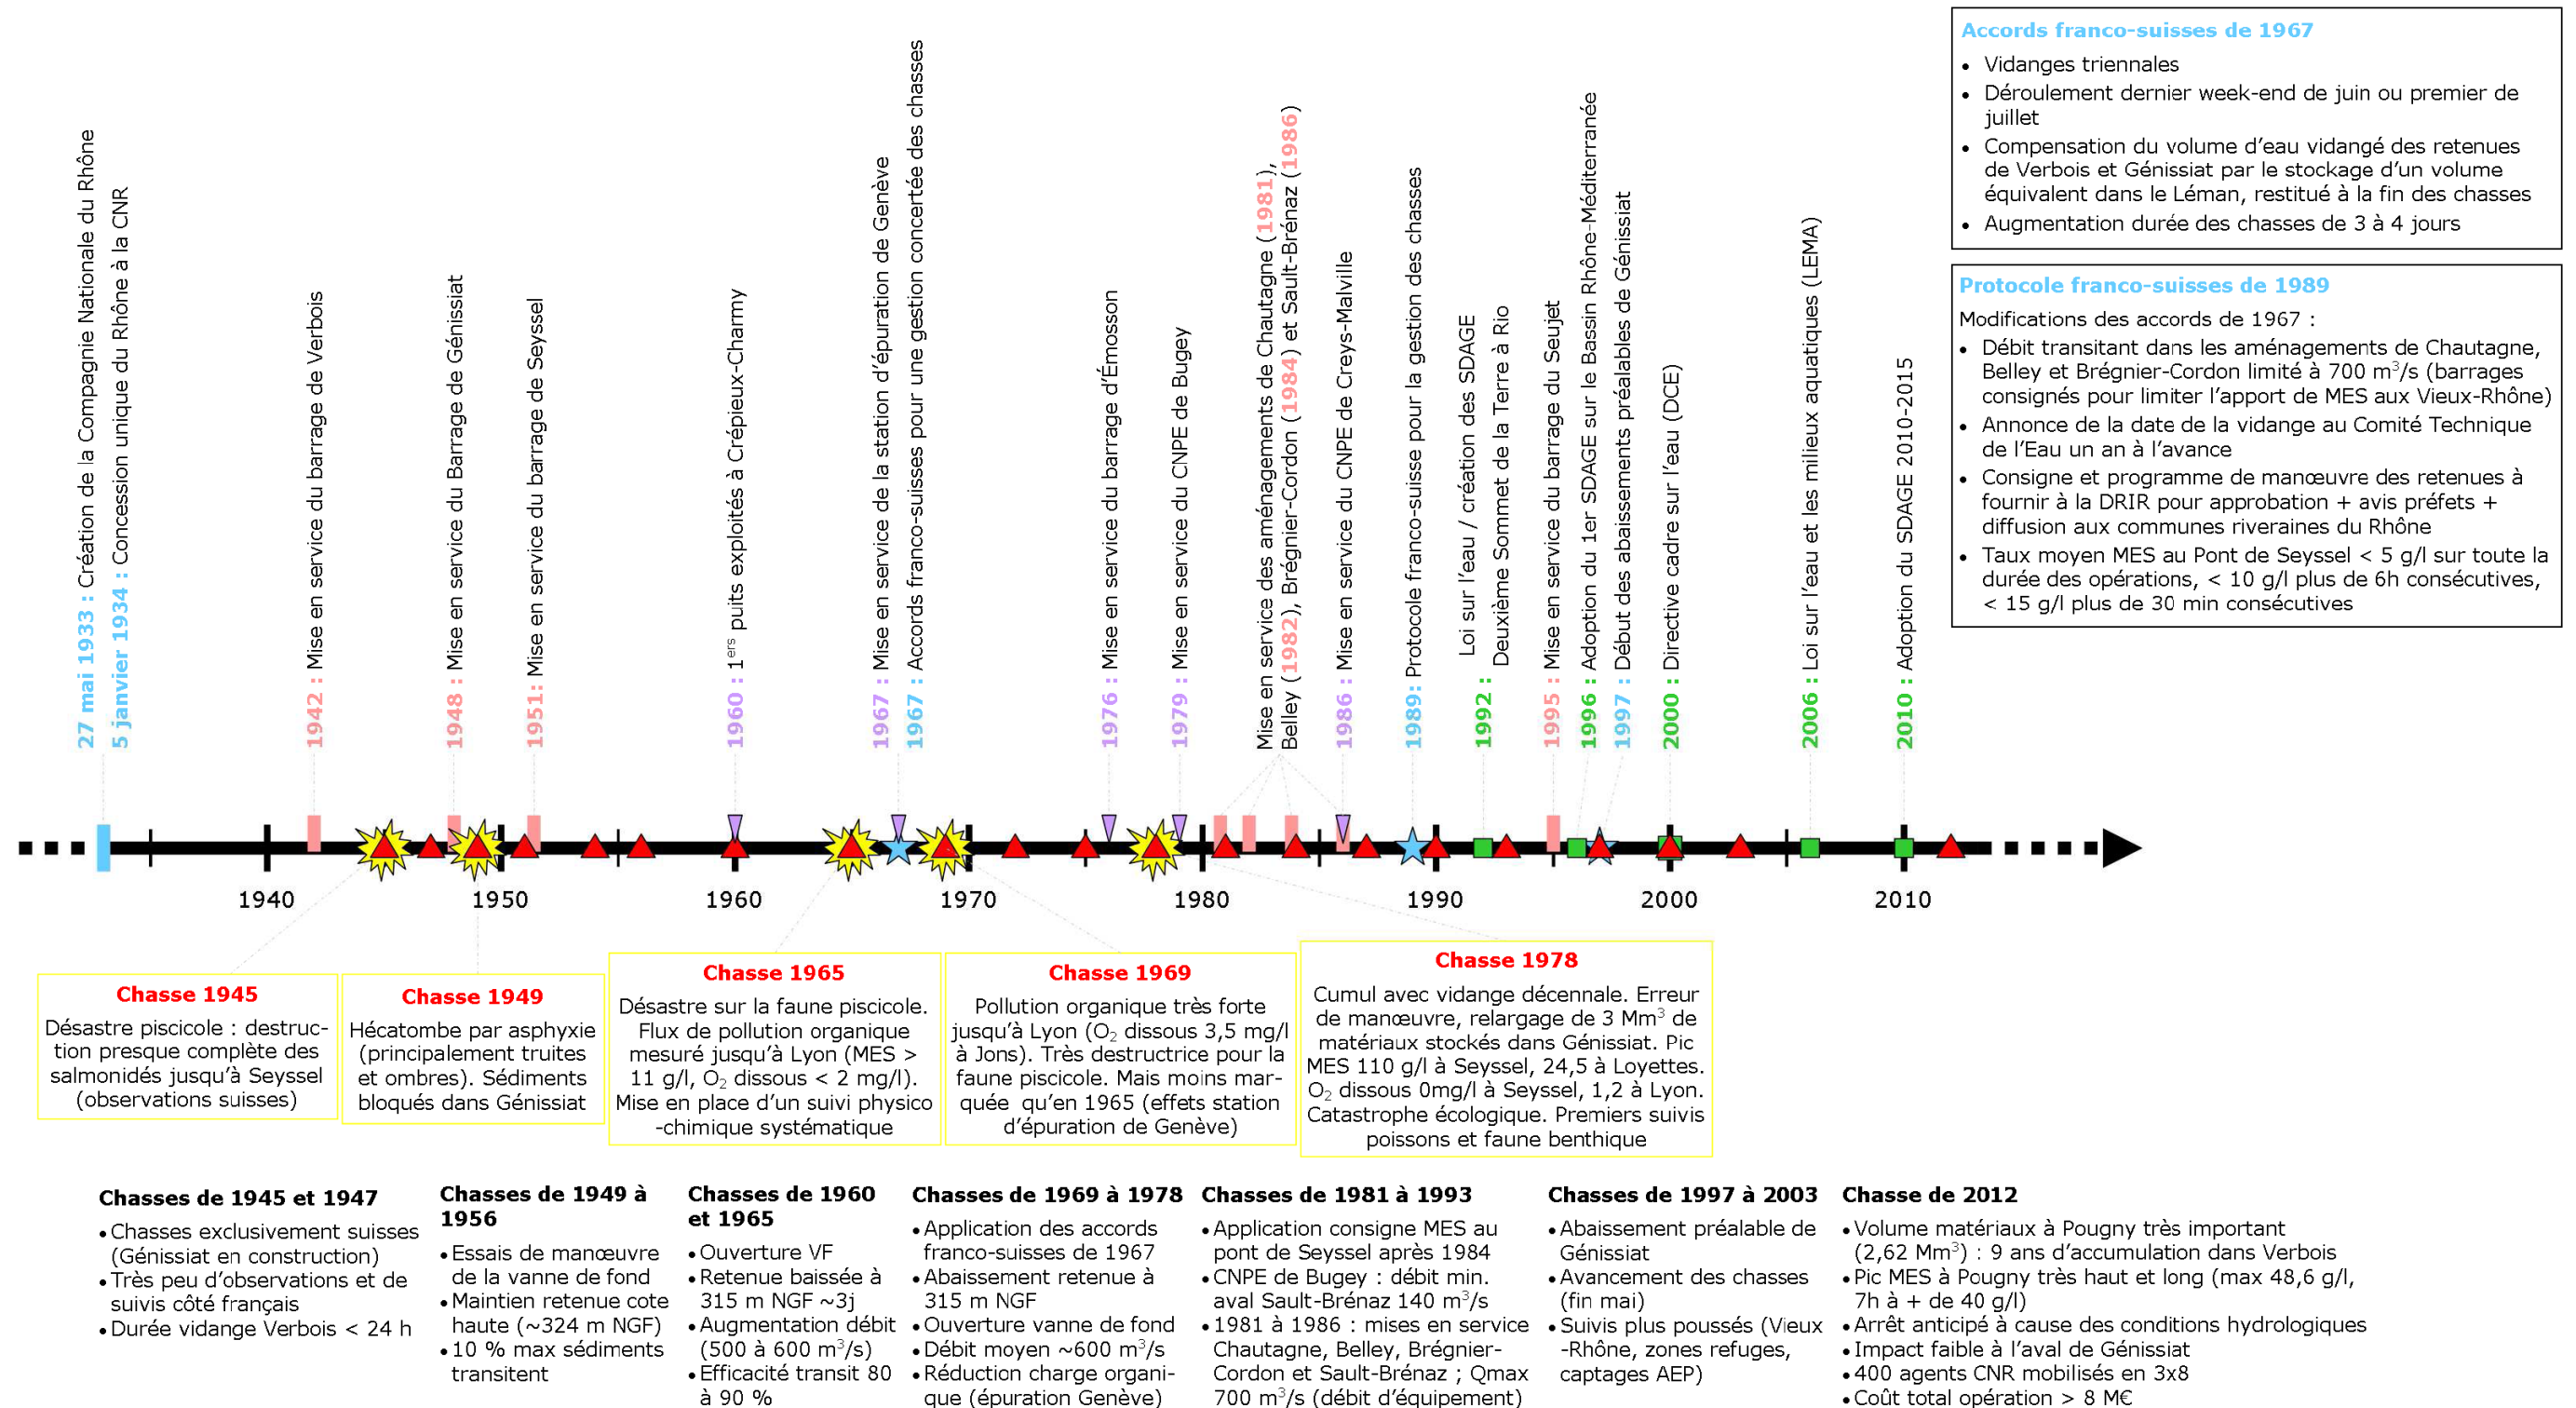 27 mai 1933 : Création de la Compagnie Nationale du Rhône
5 janvier 1934 : Concession unique du Rhône à la CNR
1942 : Mise en service du barrage de Verbois
1948 : Mise en service du Barrage de Génissiat
1951: Mise en service du barrage de Seyssel
1960 : 1ers puits exploités à Crépieux-Charmy
1967 : Mise en service de la station d’épuration de Genève
1967 : Accords franco-suisses pour une gestion concertée des chasses
1976 : Mise en service du barrage d’Émosson
1979 : Mise en service du CNPE de Bugey
Mise en service des aménagements de Chautagne (1981),
Belley (1982), Brégnier-Cordon (1984) et Sault-Brénaz (1986)
1986 : Mise en service du CNPE de Creys-Malville
1989: Protocole franco-suisse pour la gestion des chasses
1992 :
Loi sur l’eau / création des SDAGE
Deuxième Sommet de la Terre à Rio
1995 : Mise en service du barrage du Seujet
1996 : Adoption du 1er SDAGE sur le Bassin Rhône-Méditerranée
1997 : Début des abaissements préalables de Génissiat
2000 : Directive cadre sur l’eau (DCE)
2006 : Loi sur l’eau et les milieux aquatiques (LEMA)
2010 : Adoption du SDAGE 2010-2015
Accords franco-suisses de 1967
• Vidanges triennales
• Déroulement dernier week-end de juin ou premier de
juillet
• Compensation du volume d’eau vidangé des retenues
de Verbois et Génissiat par le stockage d’un volume
équivalent dans le Léman, restitué à la fin des chasses
• Augmentation durée des chasses de 3 à 4 jours
Protocole franco-suisses de 1989
Modifications des accords de 1967 :
• Débit transitant dans les aménagements de Chautagne,
Belley et Brégnier-Cordon limité à 700 m³/s (barrages
consignés pour limiter l’apport de MES aux Vieux-Rhône)
• Annonce de la date de la vidange au Comité Technique
de l’Eau un an à l’avance
• Consigne et programme de manœuvre des retenues à
fournir à la DRIR pour approbation + avis préfets +
diffusion aux communes riveraines du Rhône
• Taux moyen MES au Pont de Seyssel < 5 g/l sur toute la
durée des opérations, < 10 g/l plus de 6h consécutives,
< 15 g/l plus de 30 min consécutives
1940 1950 1960 1970 1980 1990 2000 2010
Chasse 1945
Désastre piscicole : destruc-
tion presque complète des
salmonidés jusqu’à Seyssel
(observations suisses)
Chasse 1949
Hécatombe par asphyxie
(principalement truites
et ombres). Sédiments
bloqués dans Génissiat
Chasse 1965
Désastre sur la faune piscicole.
Flux de pollution organique
mesuré jusqu’à Lyon (MES >
11 g/l, O₂ dissous < 2 mg/l).
Mise en place d’un suivi physico
-chimique systématique
Chasse 1969
Pollution organique très forte
jusqu’à Lyon (O₂ dissous 3,5 mg/l
à Jons). Très destructrice pour la
faune piscicole. Mais moins mar-
quée qu’en 1965 (effets station
d’épuration de Genève)
Chasse 1978
Cumul avec vidange décennale. Erreur
de manœuvre, relargage de 3 Mm³ de
matériaux stockés dans Génissiat. Pic
MES 110 g/l à Seyssel, 24,5 à Loyettes.
O₂ dissous 0mg/l à Seyssel, 1,2 à Lyon.
Catastrophe écologique. Premiers suivis
poissons et faune benthique
Chasses de 1945 et 1947
• Chasses exclusivement suisses
(Génissiat en construction)
• Très peu d’observations et de
suivis côté français
• Durée vidange Verbois < 24 h
Chasses de 1949 à
1956
• Essais de manœuvre
de la vanne de fond
• Maintien retenue cote
haute (~324 m NGF)
• 10 % max sédiments
transitent
Chasses de 1960
et 1965
• Ouverture VF
• Retenue baissée à
315 m NGF ~3j
• Augmentation débit
(500 à 600 m³/s)
• Efficacité transit 80
à 90 %
Chasses de 1969 à 1978
• Application des accords
franco-suisses de 1967
• Abaissement retenue à
315 m NGF
• Ouverture vanne de fond
• Débit moyen ~600 m³/s
• Réduction charge organi-
que (épuration Genève)
Chasses de 1981 à 1993
• Application consigne MES au
pont de Seyssel après 1984
• CNPE de Bugey : débit min.
aval Sault-Brénaz 140 m³/s
• 1981 à 1986 : mises en service
Chautagne, Belley, Brégnier-
Cordon et Sault-Brénaz ; Qmax
700 m³/s (débit d’équipement)
Chasses de 1997 à 2003
• Abaissement préalable de
Génissiat
• Avancement des chasses
(fin mai)
• Suivis plus poussés (Vieux
-Rhône, zones refuges,
captages AEP)
Chasse de 2012
• Volume matériaux à Pougny très important
(2,62 Mm³) : 9 ans d’accumulation dans Verbois
• Pic MES à Pougny très haut et long (max 48,6 g/l,
7h à + de 40 g/l)
• Arrêt anticipé à cause des conditions hydrologiques
• Impact faible à l’aval de Génissiat
• 400 agents CNR mobilisés en 3x8
• Coût total opération > 8 M€